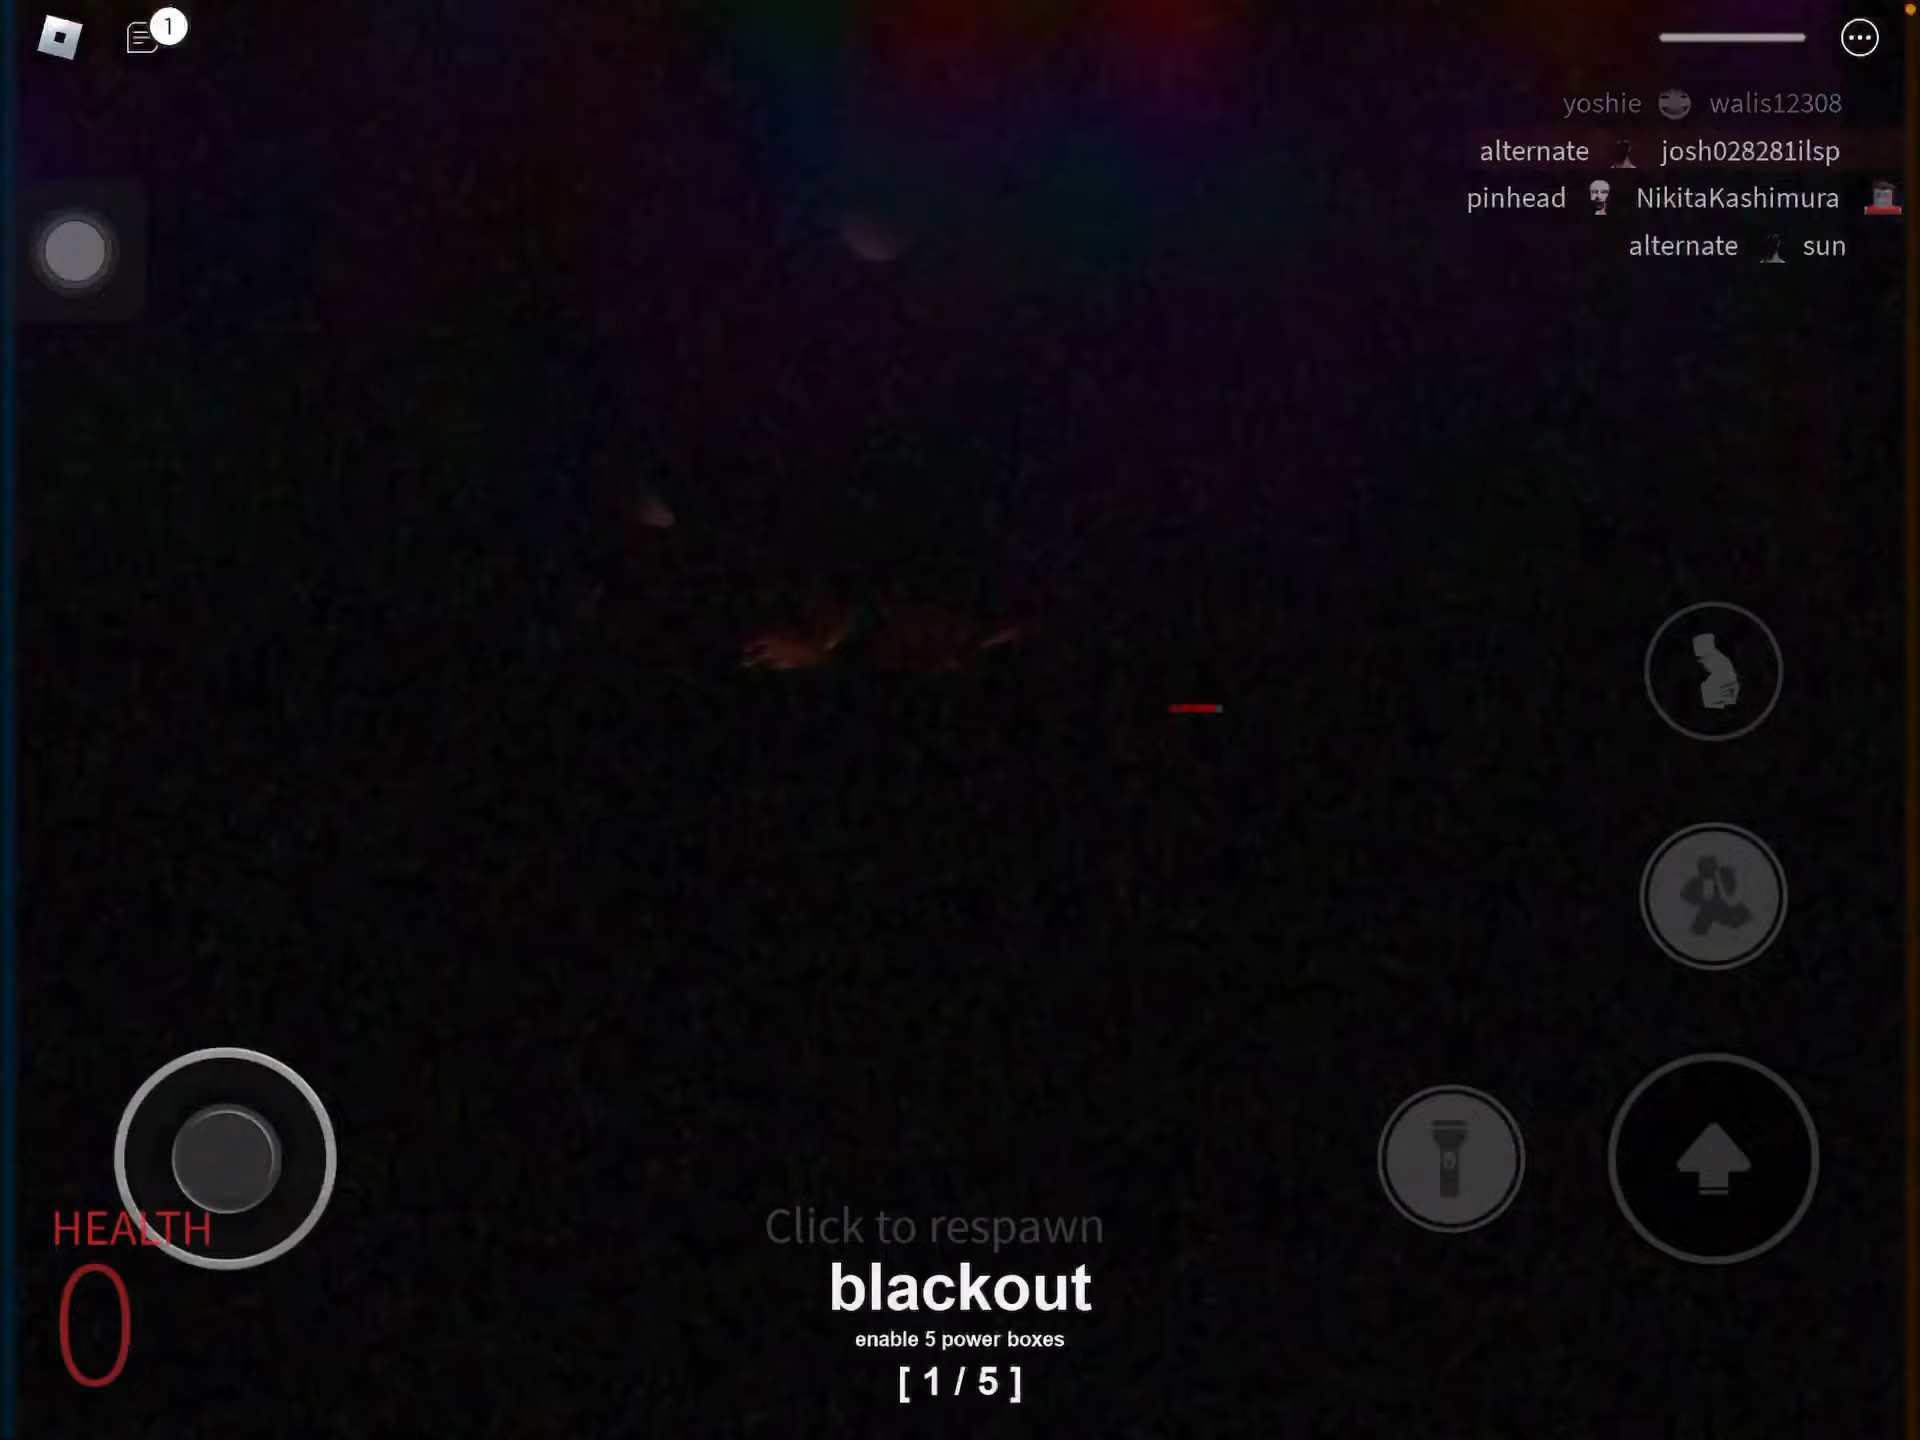 1
yoshie walis12308
alternate josh028281ilsp
pinhead NikitaKashimura
alternate sun
HEALTH
0
Click to respawn
blackout
enable 5 power boxes
[ 1 / 5 ]